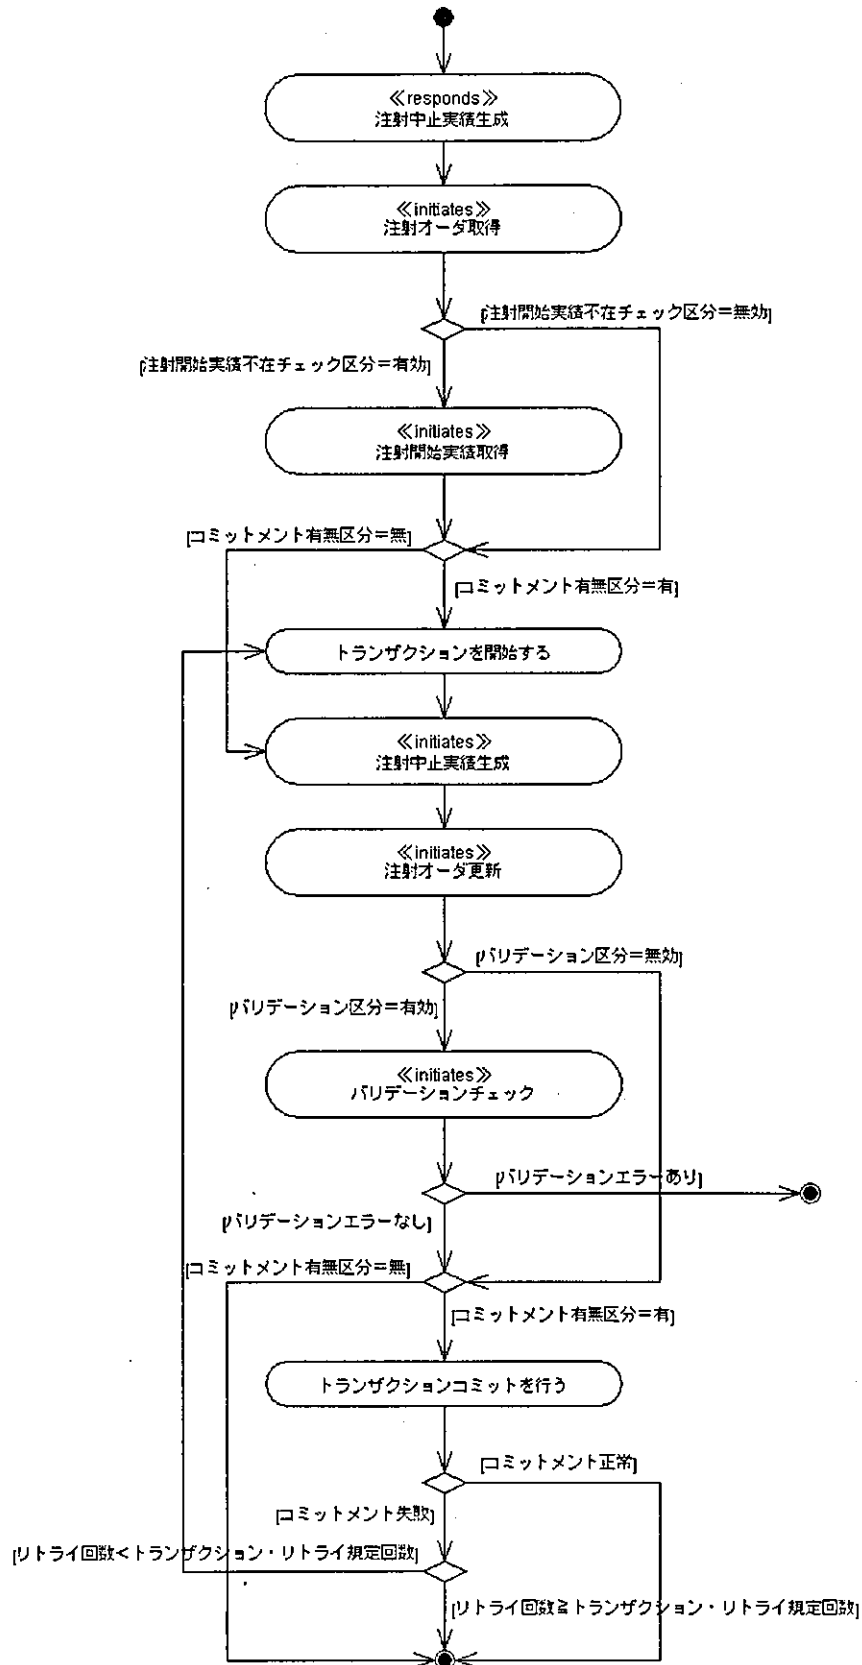 ≪responds≫
注射中止実績生成
≪initiates≫
注射オーダ取得
[注射開始実績不在チェック区分＝無効]
[注射開始実績不在チェック区分＝有効]
≪initiates≫
注射開始実績取得
[コミットメント有無区分＝無]
[コミットメント有無区分＝有]
トランザクションを開始する
≪initiates≫
注射中止実績生成
≪initiates≫
注射オーダ更新
[バリデーション区分＝無効]
[バリデーション区分＝有効]
≪initiates≫
バリデーションチェック
[バリデーションエラーあり]
[バリデーションエラーなし]
[コミットメント有無区分＝無]
[コミットメント有無区分＝有]
トランザクションコミットを行う
[コミットメント正常]
[コミットメント失敗]
[リトライ回数＜トランザクション・リトライ規定回数]
[リトライ回数≧トランザクション・リトライ規定回数]